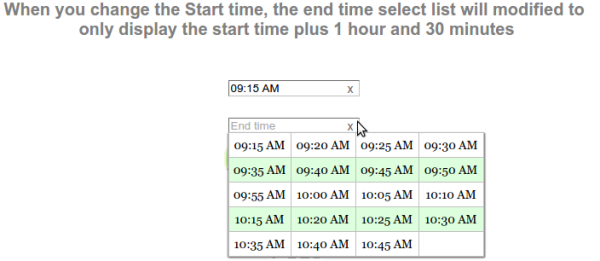 When you change the Start time, the end time select list will modified to
only display the start time plus 1 hour and 30 minutes
09:15 AM x
End time x
09:15 AM 09:20 AM 09:25 AM 09:30 AM
09:35 AM 09:40 AM 09:45 AM 09:50 AM
09:55 AM 10:00 AM 10:05 AM 10:10 AM
10:15 AM 10:20 AM 10:25 AM 10:30 AM
10:35 AM 10:40 AM 10:45 AM